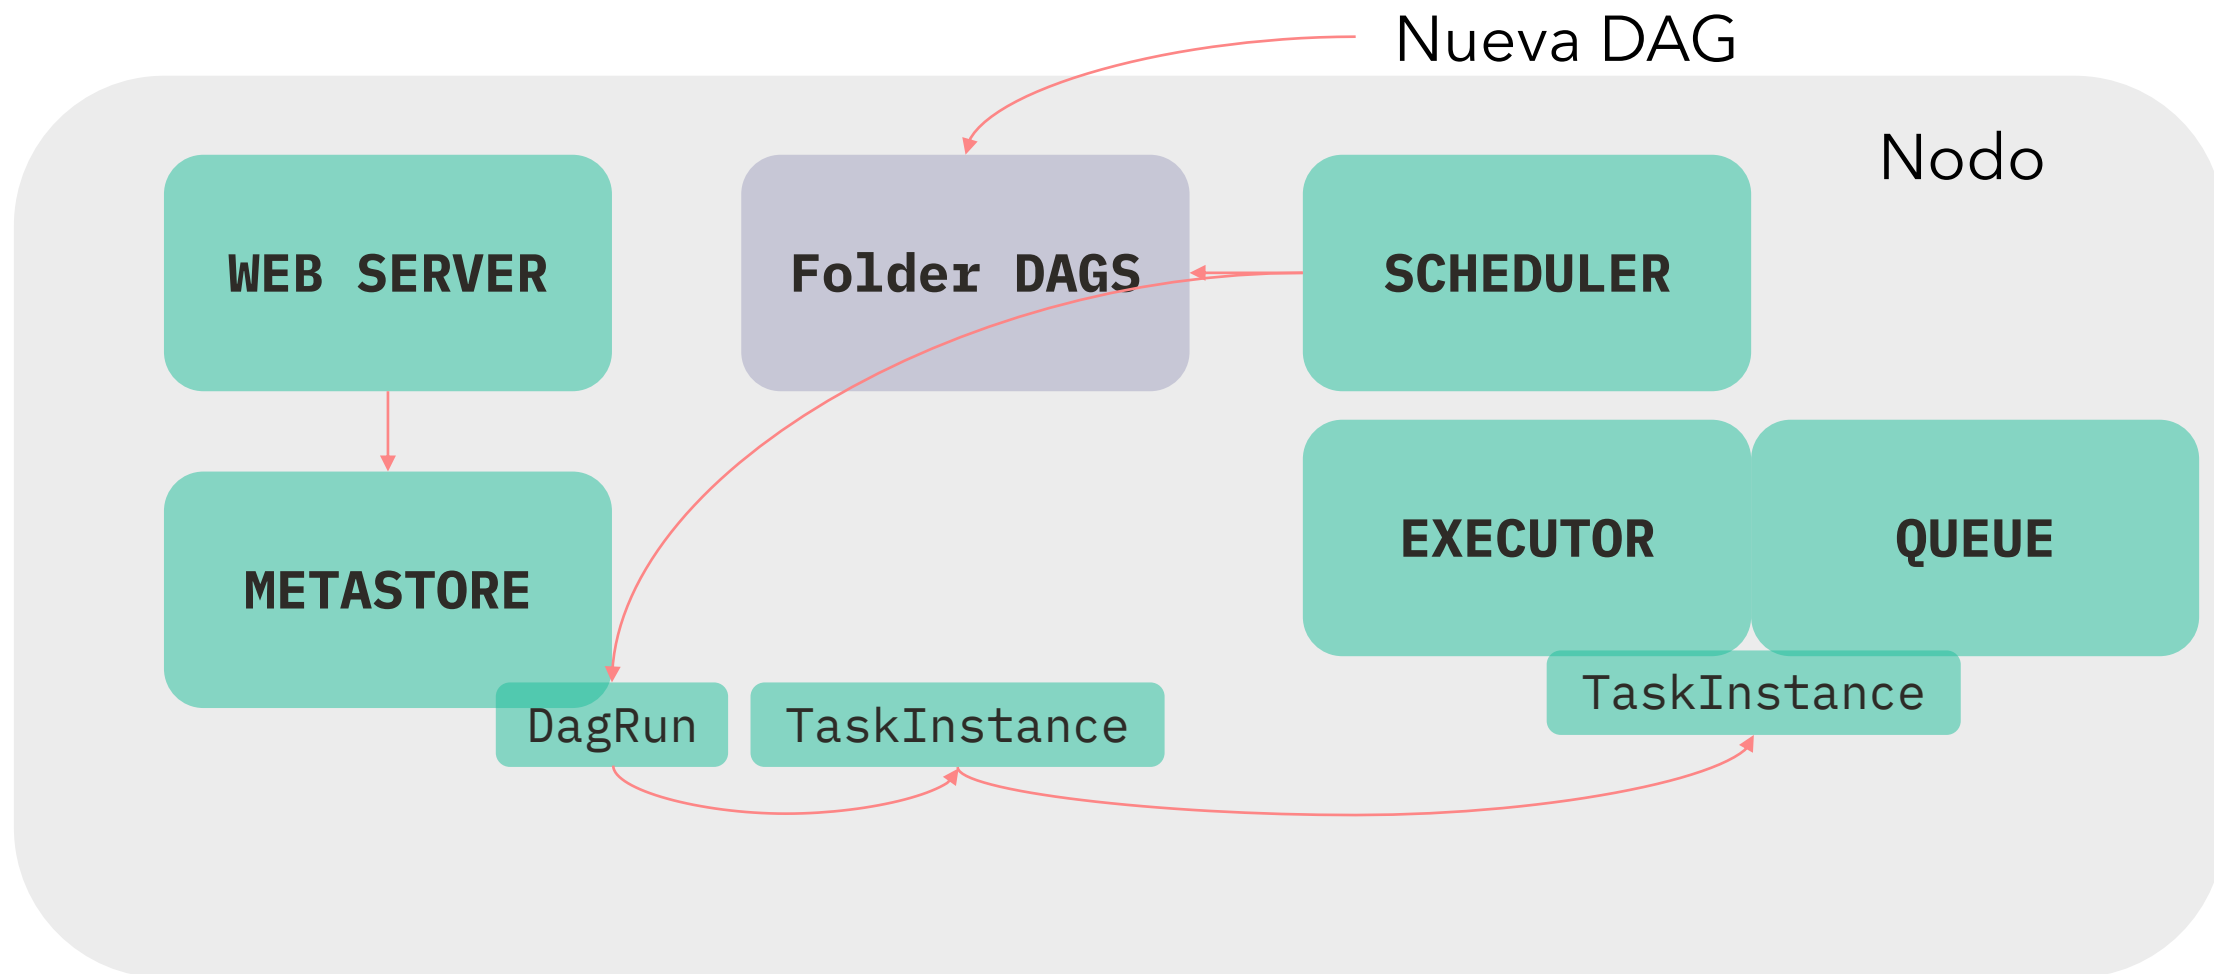 Nueva DAG
Nodo
WEB SERVER
Folder DAGS
SCHEDULER
METASTORE
EXECUTOR
QUEUE
DagRun
TaskInstance
TaskInstance